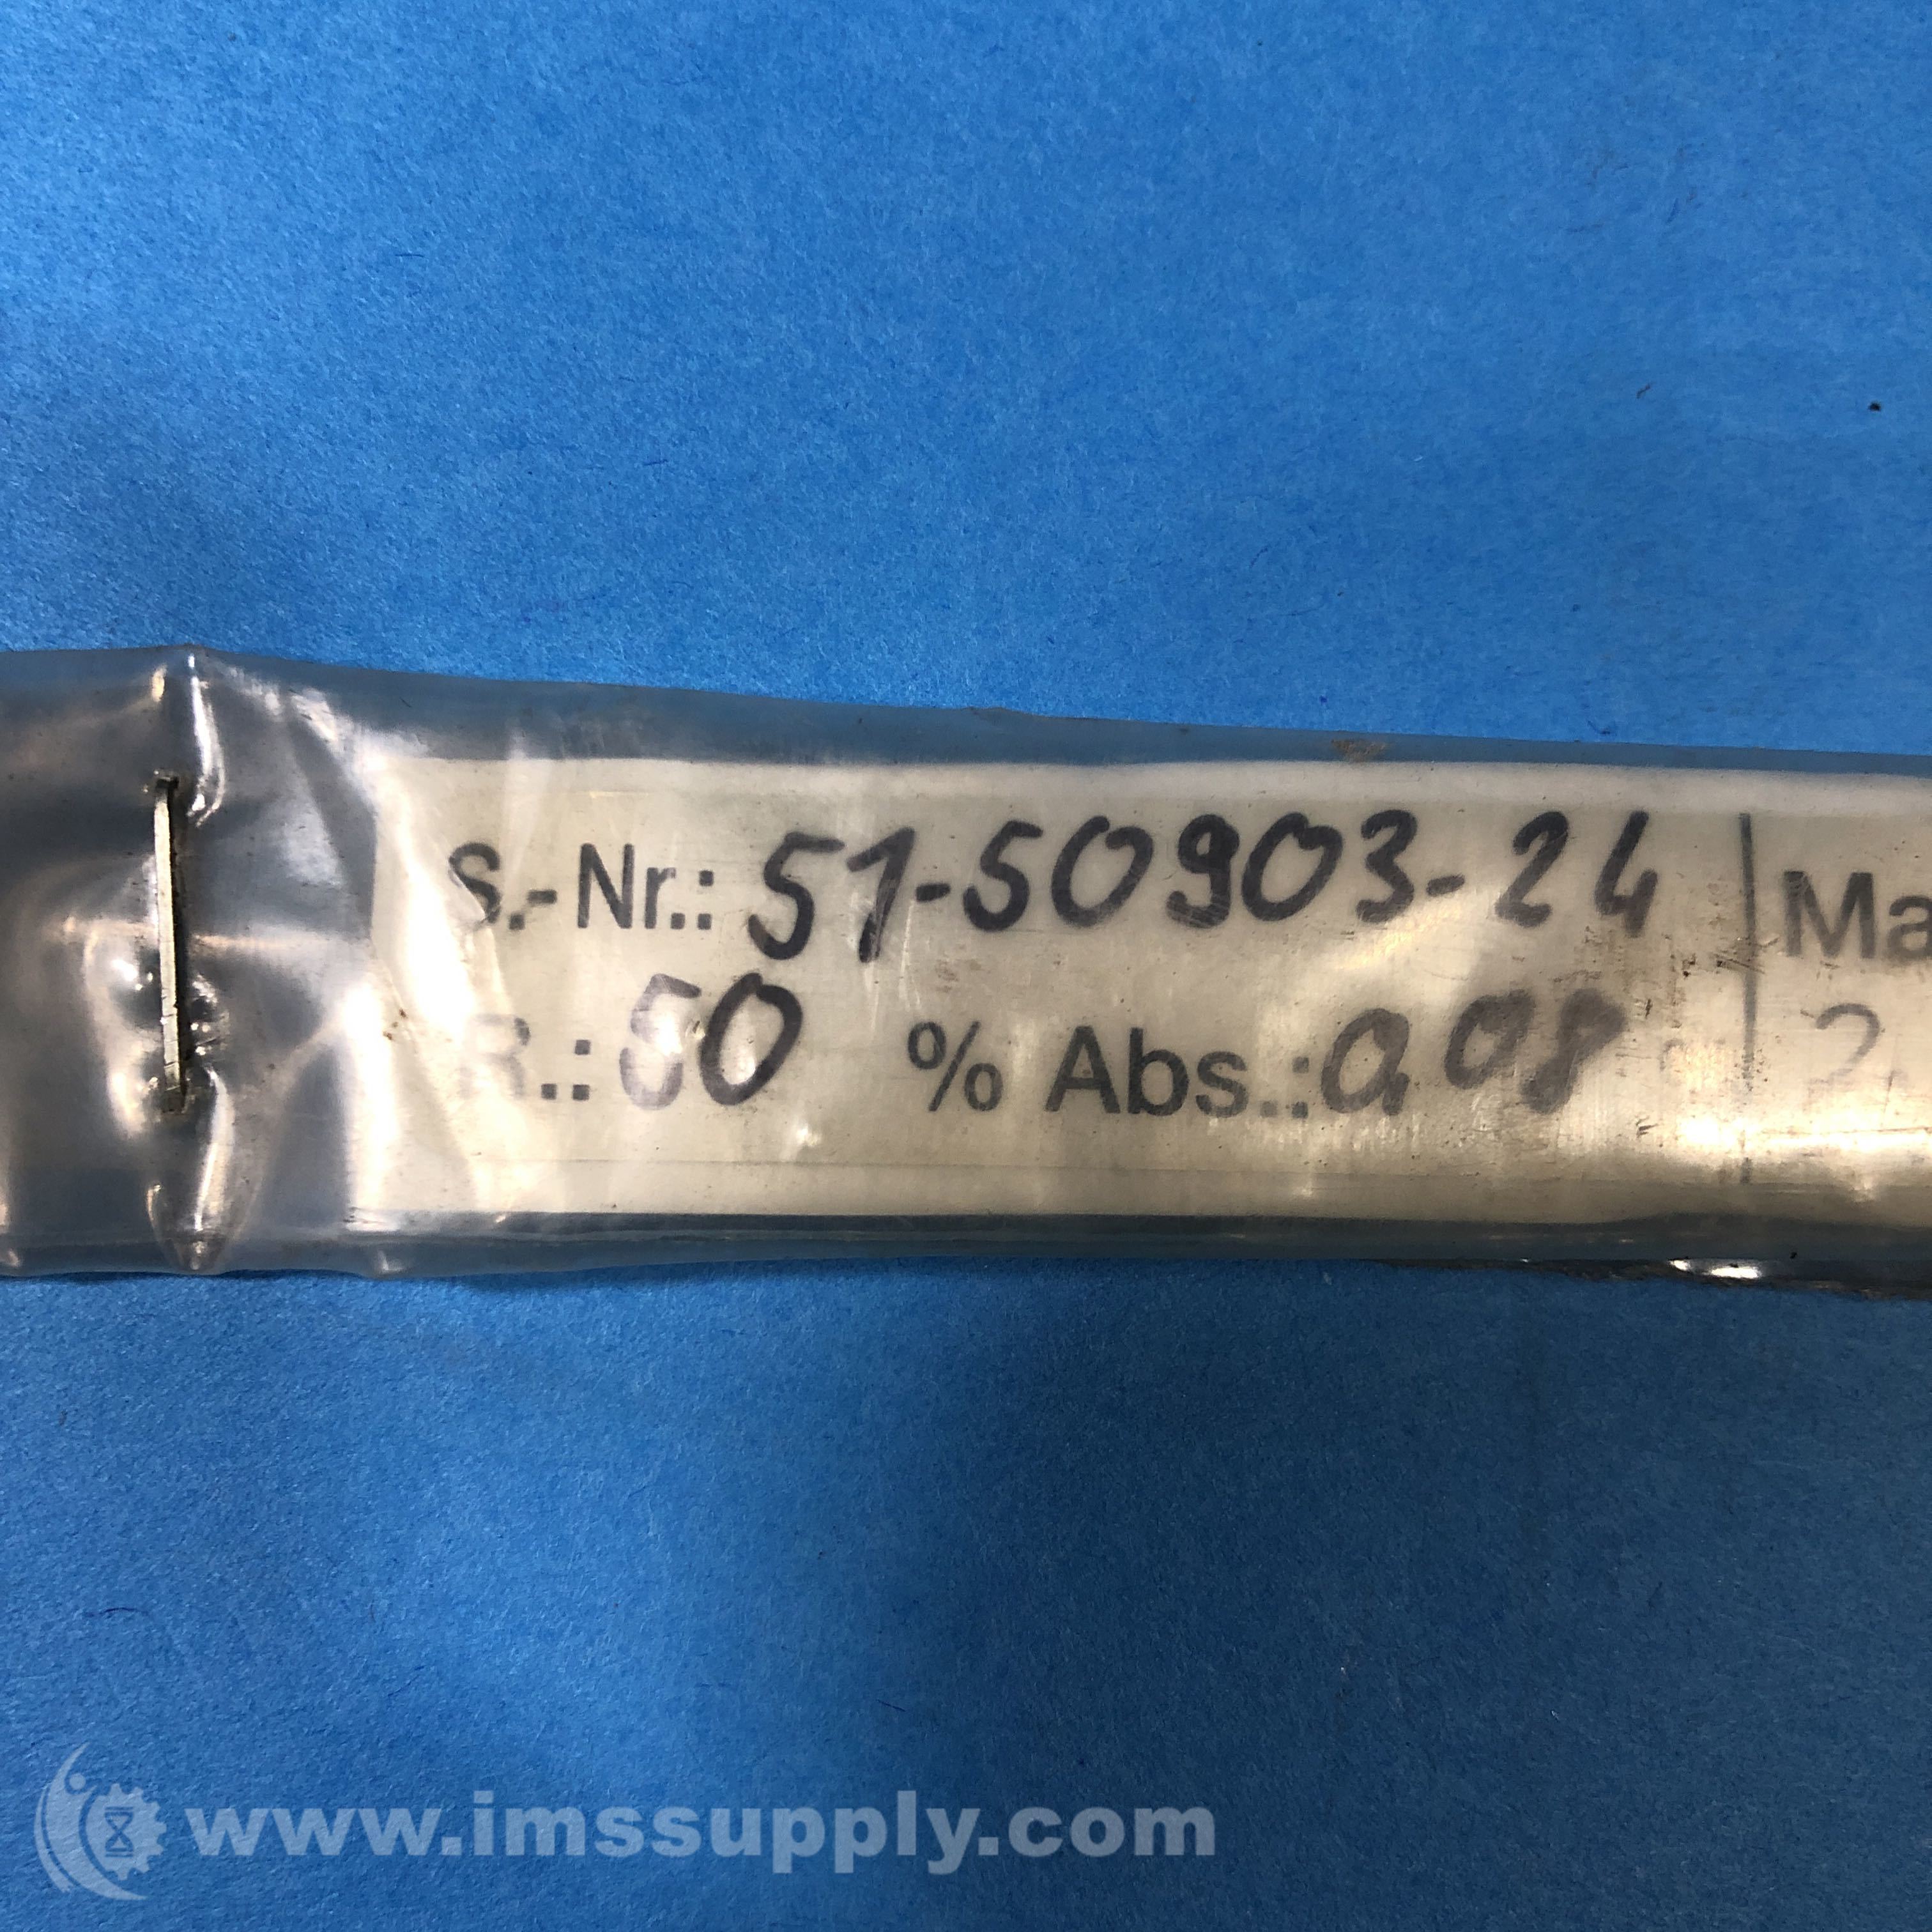 S.-Nr.: 51-50903-24 Ma
R.: 50 % Abs.: 0,08 2
www.imssupply.com